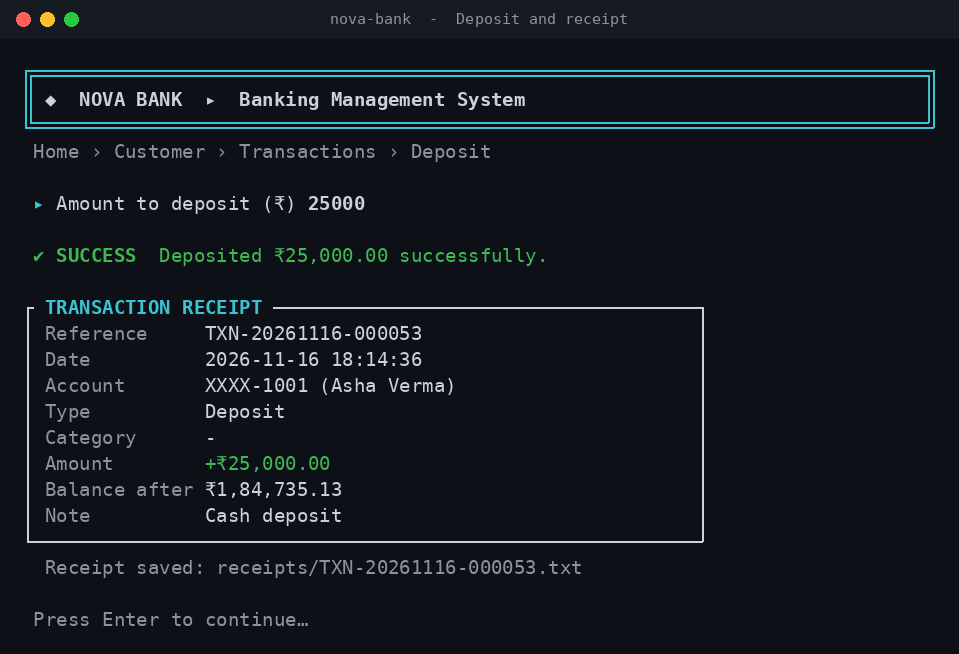 nova-bank - Deposit and receipt
◆ NOVA BANK ▸ Banking Management System
Home › Customer › Transactions › Deposit
▸ Amount to deposit (₹) 25000
✔ SUCCESS Deposited ₹25,000.00 successfully.
TRANSACTION RECEIPT
Reference TXN-20261116-000053
Date 2026-11-16 18:14:36
Account XXXX-1001 (Asha Verma)
Type Deposit
Category -
Amount +₹25,000.00
Balance after ₹1,84,735.13
Note Cash deposit
Receipt saved: receipts/TXN-20261116-000053.txt
Press Enter to continue…